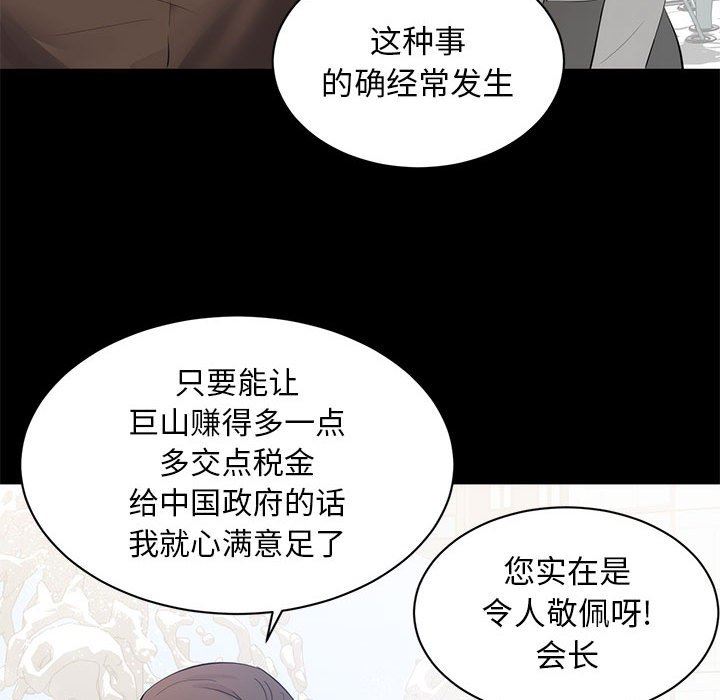 这种事
的确经常发生
只要能让
巨山赚得多一点
多交点税金
给中国政府的话
我就心满意足了
您实在是
令人敬佩呀!
会长